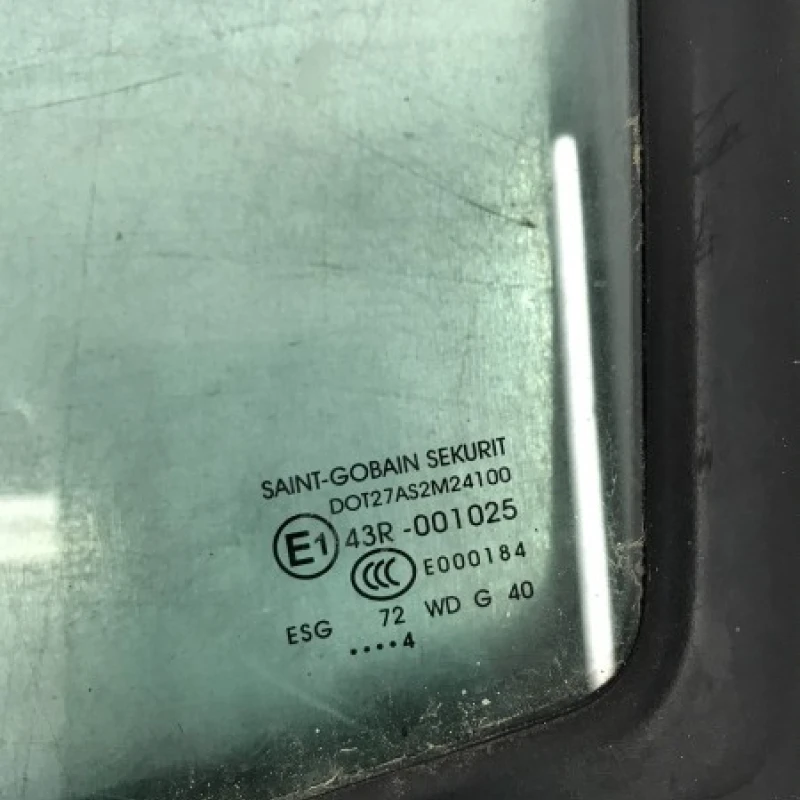 SAINT-GOBAIN SEKURIT
DOT27AS2M24100
E1 43R -001025
CCC E000184
ESG 72 WD G 40
••••4